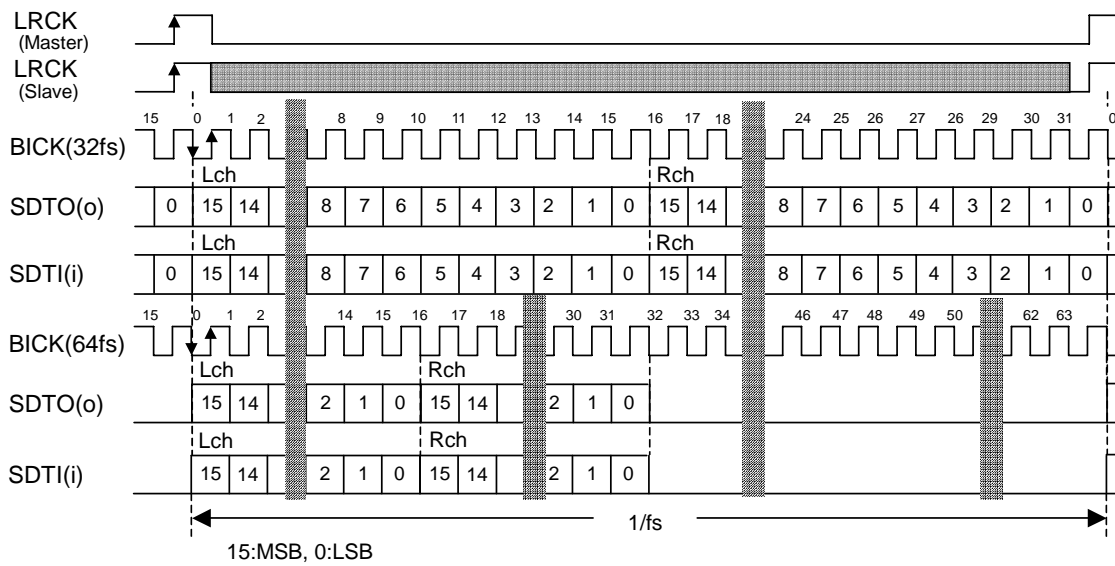 LRCK
(Master)
LRCK
(Slave)
15 0 1 2 8 9 10 11 12 13 14 15 16 17 18 24 25 26 27 26 29 30 31 0
BICK(32fs)
Lch Rch
SDTO(o) 0 15 14 8 7 6 5 4 3 2 1 0 15 14 8 7 6 5 4 3 2 1 0
Lch Rch
SDTI(i) 0 15 14 8 7 6 5 4 3 2 1 0 15 14 8 7 6 5 4 3 2 1 0
15 0 1 2 14 15 16 17 18 30 31 32 33 34 46 47 48 49 50 62 63
BICK(64fs)
Lch Rch
SDTO(o) 15 14 2 1 0 15 14 2 1 0
Lch Rch
SDTI(i) 15 14 2 1 0 15 14 2 1 0
1/fs
15:MSB, 0:LSB